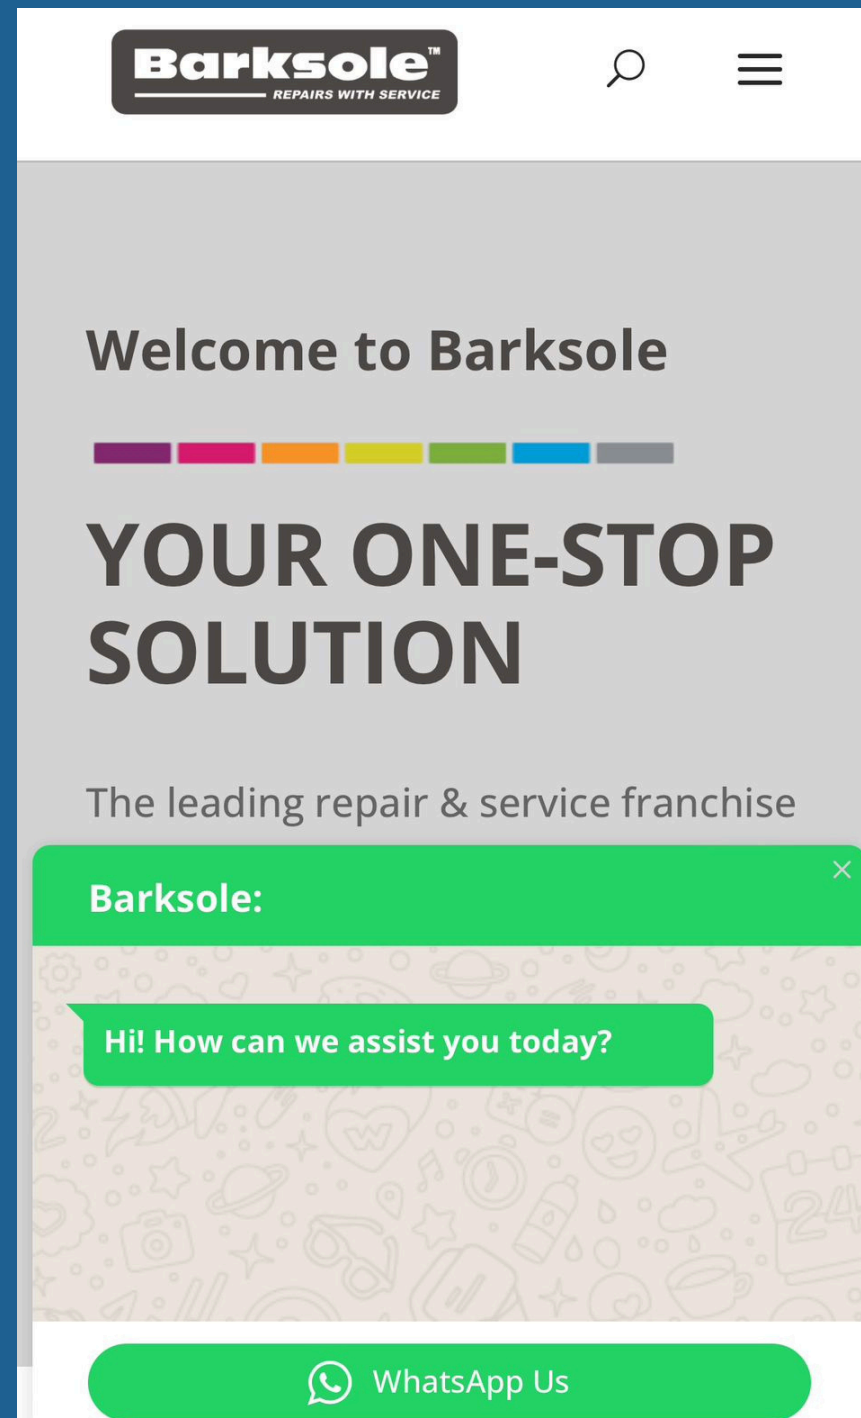 Barksole™
REPAIRS WITH SERVICE
Welcome to Barksole
YOUR ONE-STOP
SOLUTION
The leading repair & service franchise
Barksole:
Hi! How can we assist you today?
WhatsApp Us